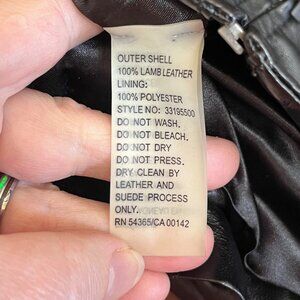 OUTER SHELL
100% LAMB LEATHER
LINING:
100% POLYESTER
STYLE NO: 33195500
DO NOT WASH.
DO NOT BLEACH.
DO NOT DRY
DO NOT PRESS.
DRY CLEAN BY
LEATHER AND
SUEDE PROCESS
ONLY.
RN 54365/CA 00142